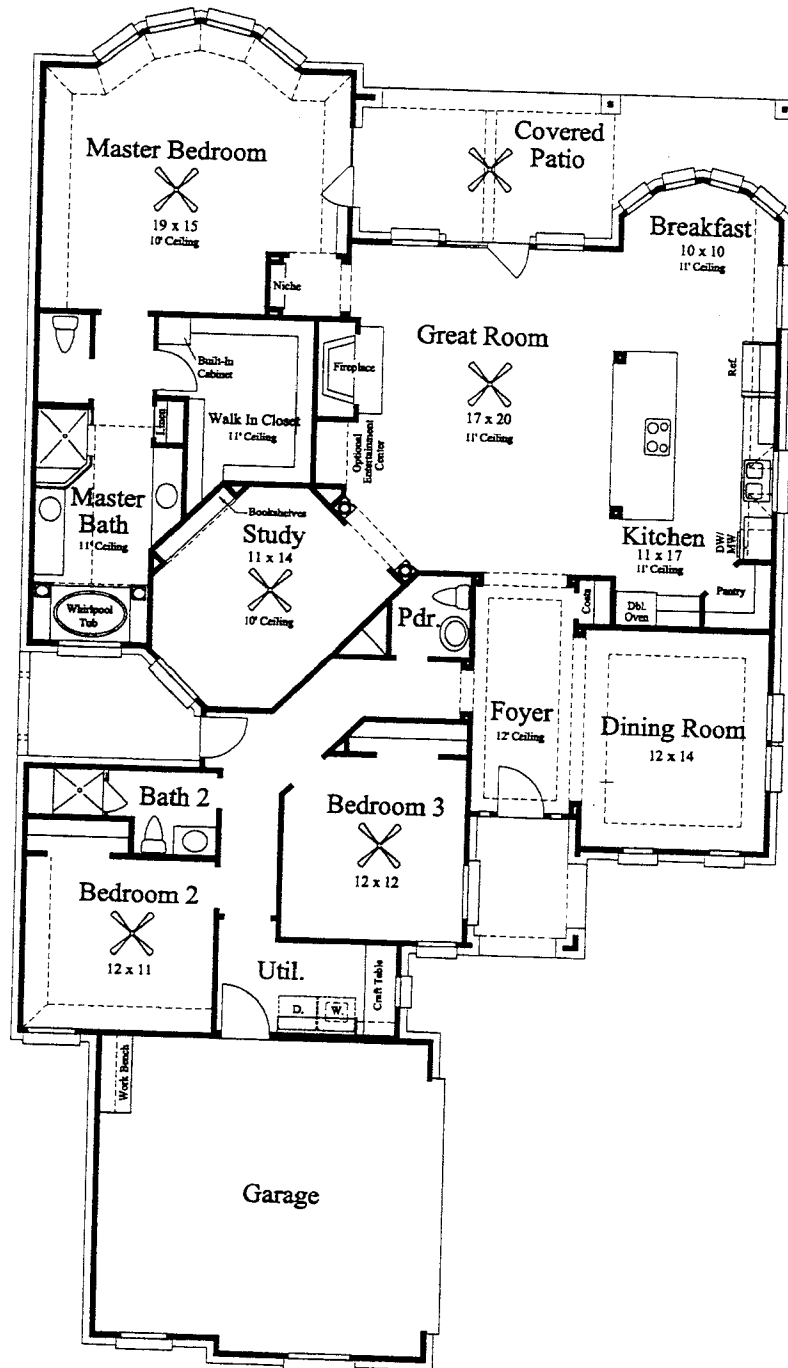 Covered
Patio
Master Bedroom
19 x 15
10' Ceiling
Breakfast
10 x 10
11' Ceiling
Niche
Great Room
17 x 20
11' Ceiling
Built-In
Cabinet
Fireplace
Ref.
Linen
Walk In Closet
11' Ceiling
Optional
Entertainment
Center
Master
Bath
11' Ceiling
Bookshelves
Study
11 x 14
10' Ceiling
Kitchen
11 x 17
11' Ceiling
DW/
MW
Whirlpool
Tub
Pdr.
Coats
Dbl.
Oven
Pantry
Foyer
12' Ceiling
Dining Room
12 x 14
Bath 2
Bedroom 3
12 x 12
Bedroom 2
12 x 11
Util.
D.
W.
Craft Table
Work Bench
Garage